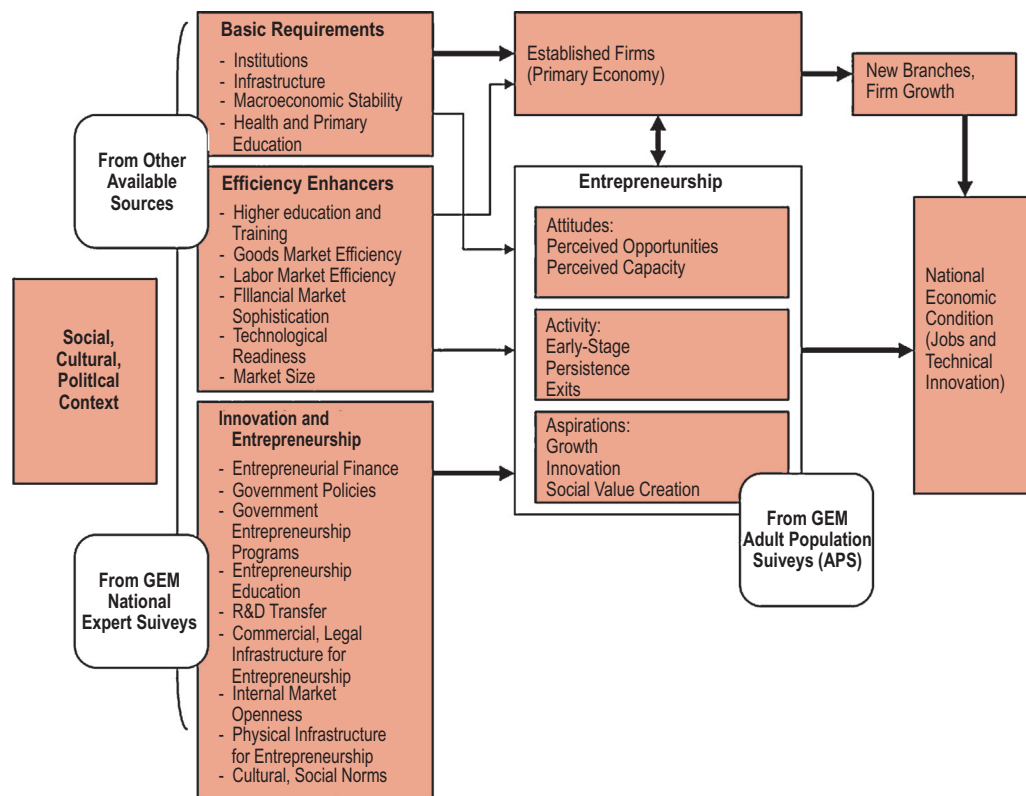 Basic Requirements
- Institutions
- Infrastructure
- Macroeconomic Stability
- Health and Primary
Education
From Other
Available
Sources
Efficiency Enhancers
- Higher education and
Training
- Goods Market Efficiency
- Labor Market Efficiency
- FIllancial Market
Sophistication
- Technological
Readiness
- Market Size
Social,
Cultural,
PolitIcal
Context
Innovation and
Entrepreneurship
- Entrepreneurial Finance
- Government Policies
- Government
Entrepreneurship
Programs
- Entrepreneurship
Education
- R&D Transfer
- Commercial, Legal
Infrastructure for
Entrepreneurship
- Internal Market
Openness
- Physical Infrastructure
for Entrepreneurship
- Cultural, Social Norms
From GEM
National
Expert Suiveys
Established Firms
(Primary Economy)
New Branches,
Firm Growth
Entrepreneurship
Attitudes:
Perceived Opportunities
Perceived Capacity
Activity:
Early-Stage
Persistence
Exits
Aspirations:
Growth
Innovation
Social Value Creation
From GEM
Adult Population
Suiveys (APS)
National
Economic
Condition
(Jobs and
Technical
Innovation)